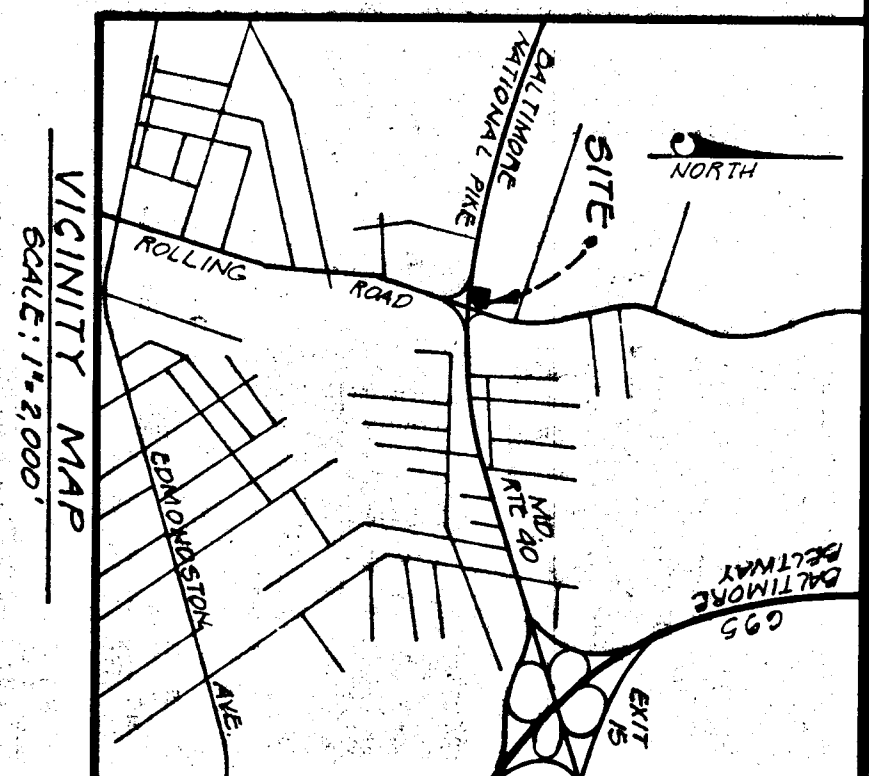 BALTIMORE
NATIONAL PIKE
SITE
NORTH
ROLLING
ROAD
MD.
RTE 40
BALTIMORE
BELTWAY
695
EXIT
15
EDMONDSTON
AVE.
VICINITY MAP
SCALE: 1"=2,000'